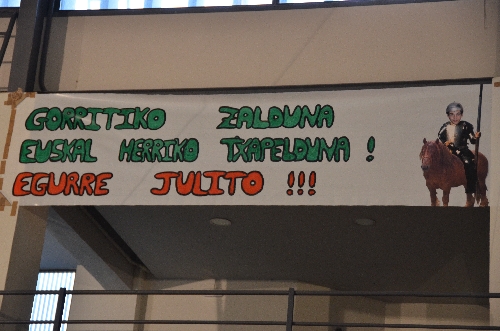 GORRITIKO ZALDUNA
EUSKAL HERRIKO TXAPELDUNA !
EGURRE JULITO !!!